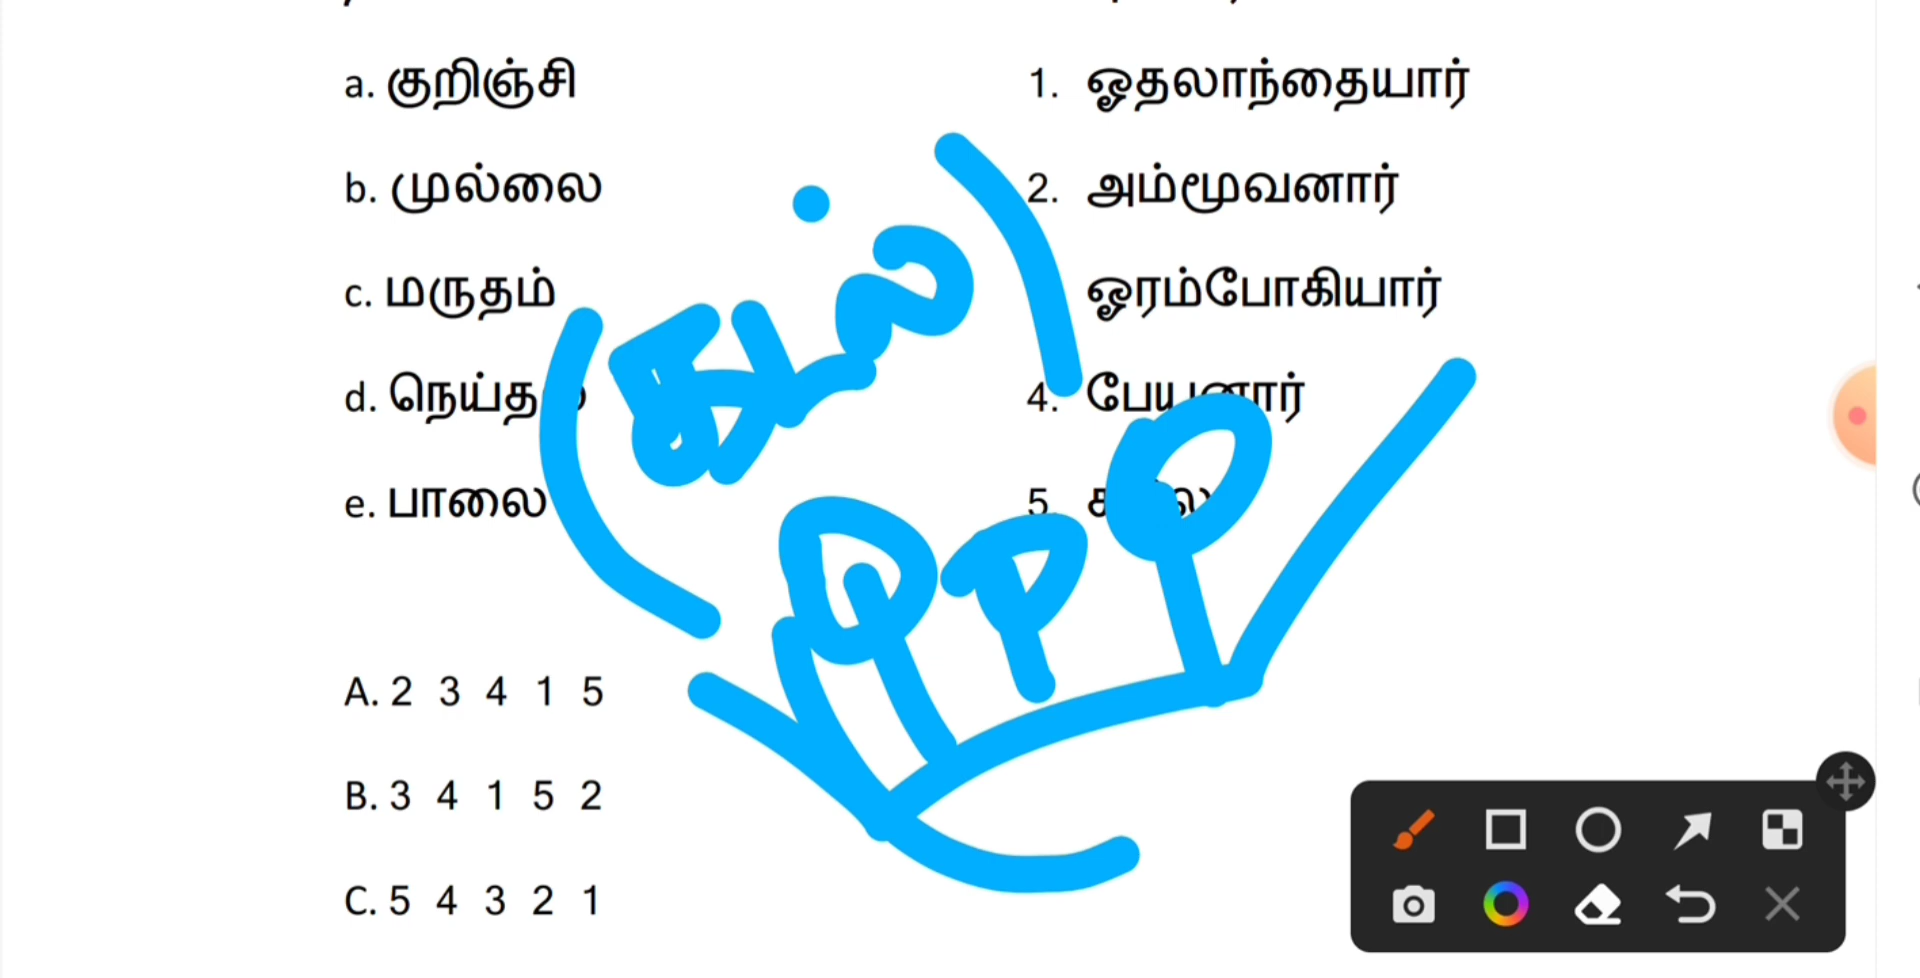 a. குறிஞ்சி
1. ஓதலாந்தையார்
b. முல்லை
2. அம்மூவனார்
c. மருதம்
ஓரம்போகியார்
d.
4.
e. பாலை
5
கடல்
A. 2 3 4 1 5
B. 3 4 1 5 2
C. 5 4 3 2 1